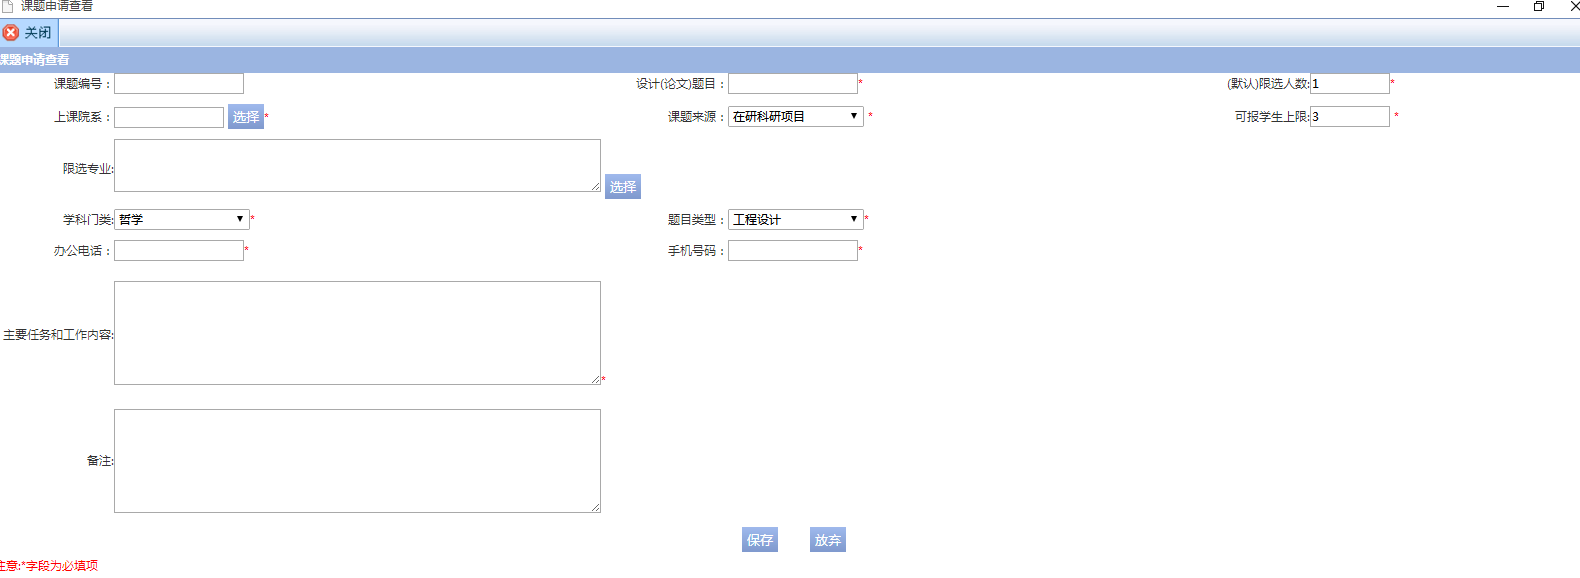 课题申请查看
关闭
课题申请查看
课题编号： 设计(论文)题目： * (默认)限选人数:1 *
上课院系： 选择 * 课题来源： 在研科研项目 * 可报学生上限:3 *
限选专业: 选择
学科门类: 哲学 * 题目类型： 工程设计 *
办公电话： * 手机号码： *
主要任务和工作内容: *
备注:
保存 放弃
注意:*字段为必填项